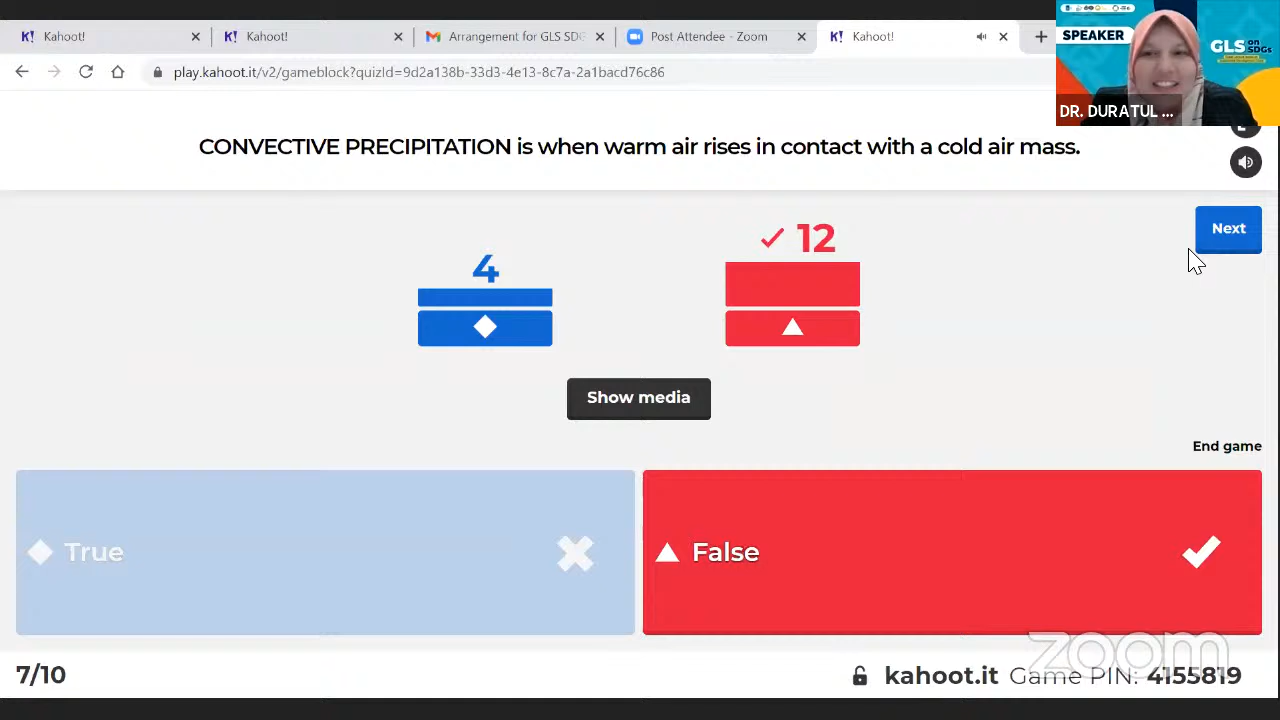 Kahoot!
Kahoot!
Arrangement for GLS SDG
Post Attendee - Zoom
Kahoot!
play.kahoot.it/v2/gameblock?quizId=9d2a138b-33d3-4e13-8c7a-2a1bacd76c86
SPEAKER
GLS on SDGs
DR. DURATUL ...
CONVECTIVE PRECIPITATION is when warm air rises in contact with a cold air mass.
Next
4
12
Show media
End game
True
False
zoom
7/10
kahoot.it Game PIN: 4155819